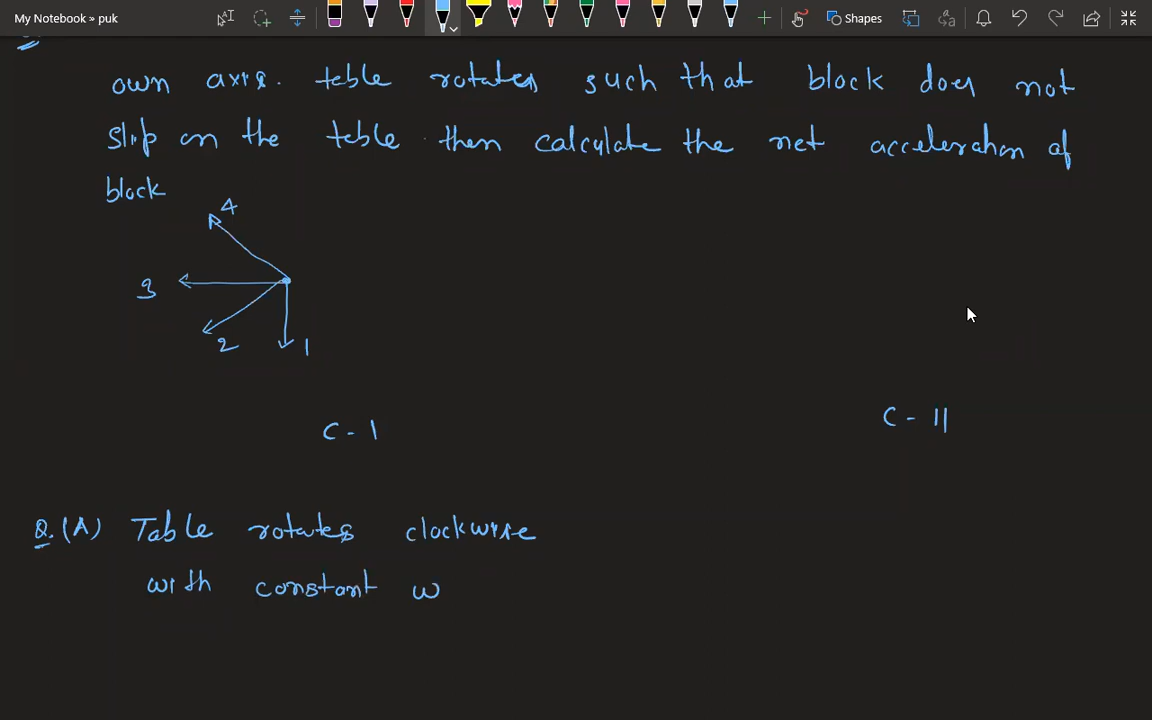 My Notebook » puk
Shapes
own axis. table rotates such that block does not
slip on the table then calculate the net acceleration of
block
4
3
2
1
C - I
C - II
Q. (A) Table rotates clockwise
with constant ω